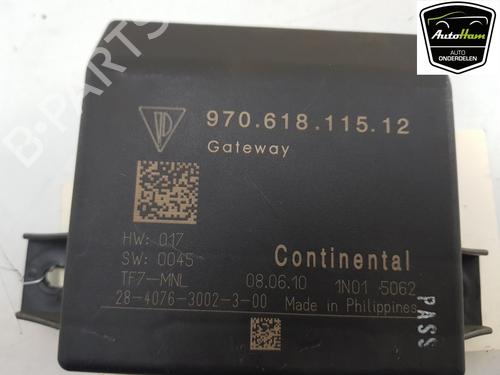 AutoHam
AUTO
ONDERDELEN
B-PARTS
970.618.115.12
Gateway
HW: 017
SW: 0045
Continental
TF7-MNL
08.06.10
1N01 5062
28-4076-3002-3-00
Made in Philippines
PASS